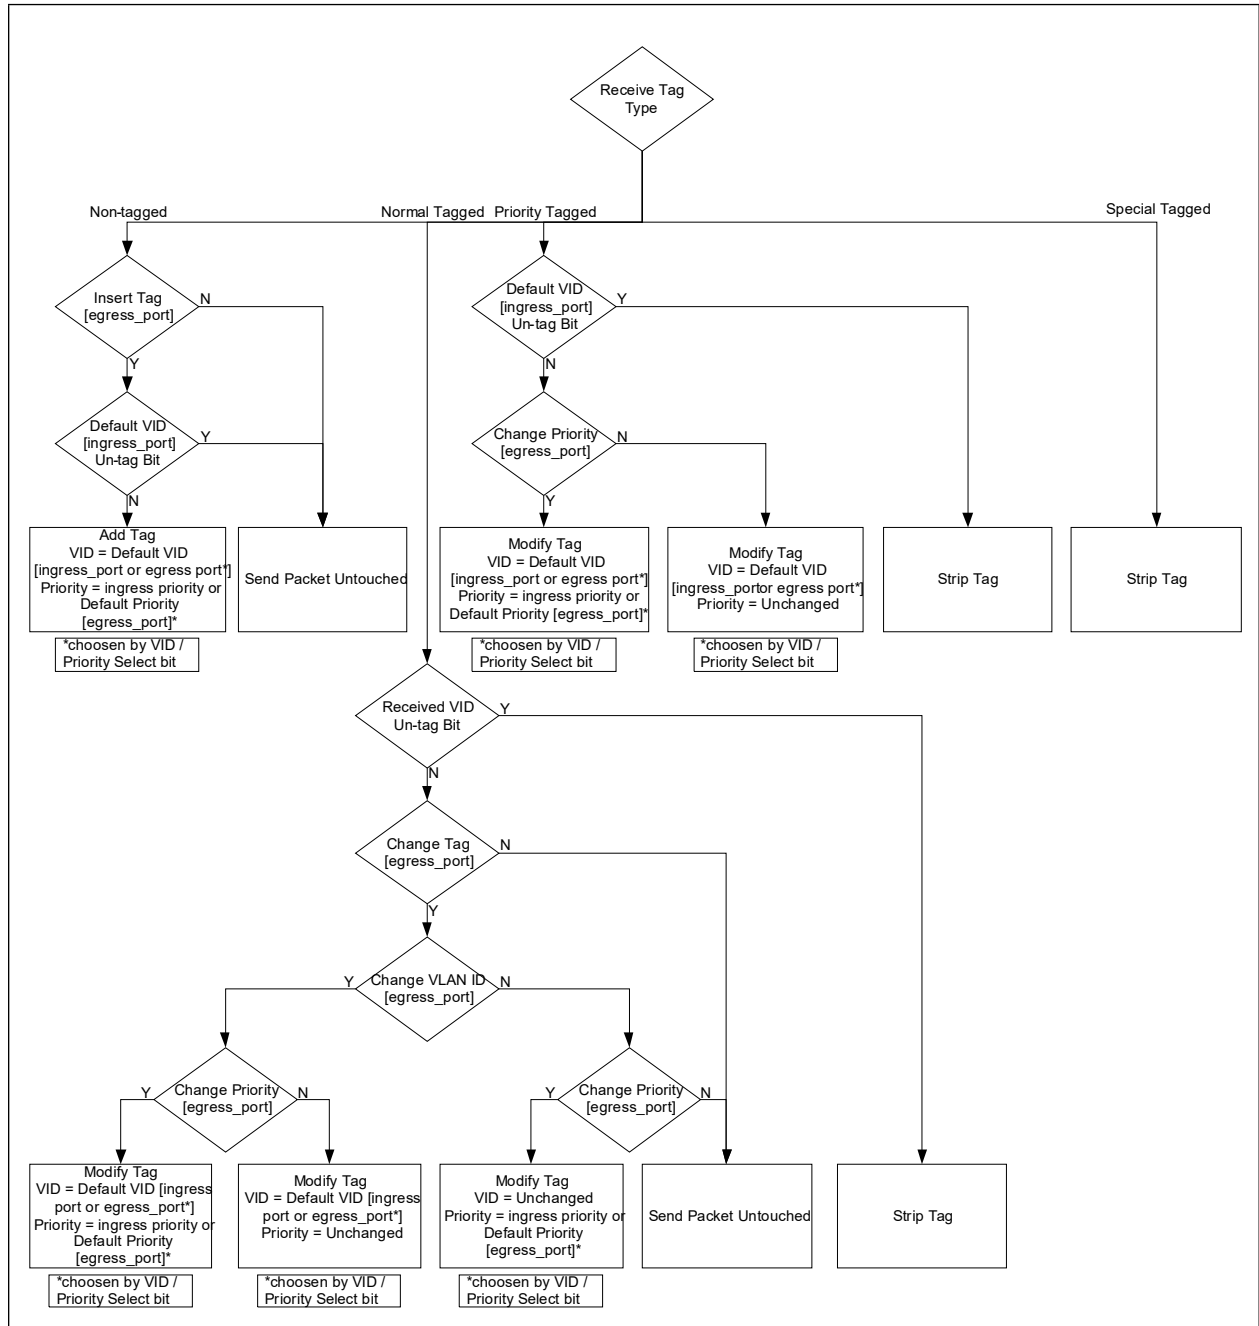 Receive Tag
Type
Non-tagged
Normal Tagged
Priority Tagged
Special Tagged
Insert Tag
[egress_port]
N
Y
Default VID
[ingress_port]
Un-tag Bit
Y
N
Default VID
[ingress_port]
Un-tag Bit
Y
N
Change Priority
[egress_port]
N
Y
Add Tag
VID = Default VID
[ingress_port or egress port*]
Priority = ingress priority or
Default Priority
[egress_port]*
*choosen by VID /
Priority Select bit
Send Packet Untouched
Modify Tag
VID = Default VID
[ingress_port or egress port*]
Priority = ingress priority or
Default Priority [egress_port]*
*choosen by VID /
Priority Select bit
Modify Tag
VID = Default VID
[ingress_portor egress port*]
Priority = Unchanged
*choosen by VID /
Priority Select bit
Strip Tag
Strip Tag
Received VID
Un-tag Bit
Y
N
Change Tag
[egress_port]
N
Y
Change VLAN ID
[egress_port]
Y
N
Change Priority
[egress_port]
Y
N
Change Priority
[egress_port]
Y
N
Modify Tag
VID = Default VID [ingress
port or egress_port*]
Priority = ingress priority or
Default Priority
[egress_port]*
*choosen by VID /
Priority Select bit
Modify Tag
VID = Default VID [ingress
port or egress_port*]
Priority = Unchanged
*choosen by VID /
Priority Select bit
Modify Tag
VID = Unchanged
Priority = ingress priority or
Default Priority
[egress_port]*
*choosen by VID /
Priority Select bit
Send Packet Untouched
Strip Tag